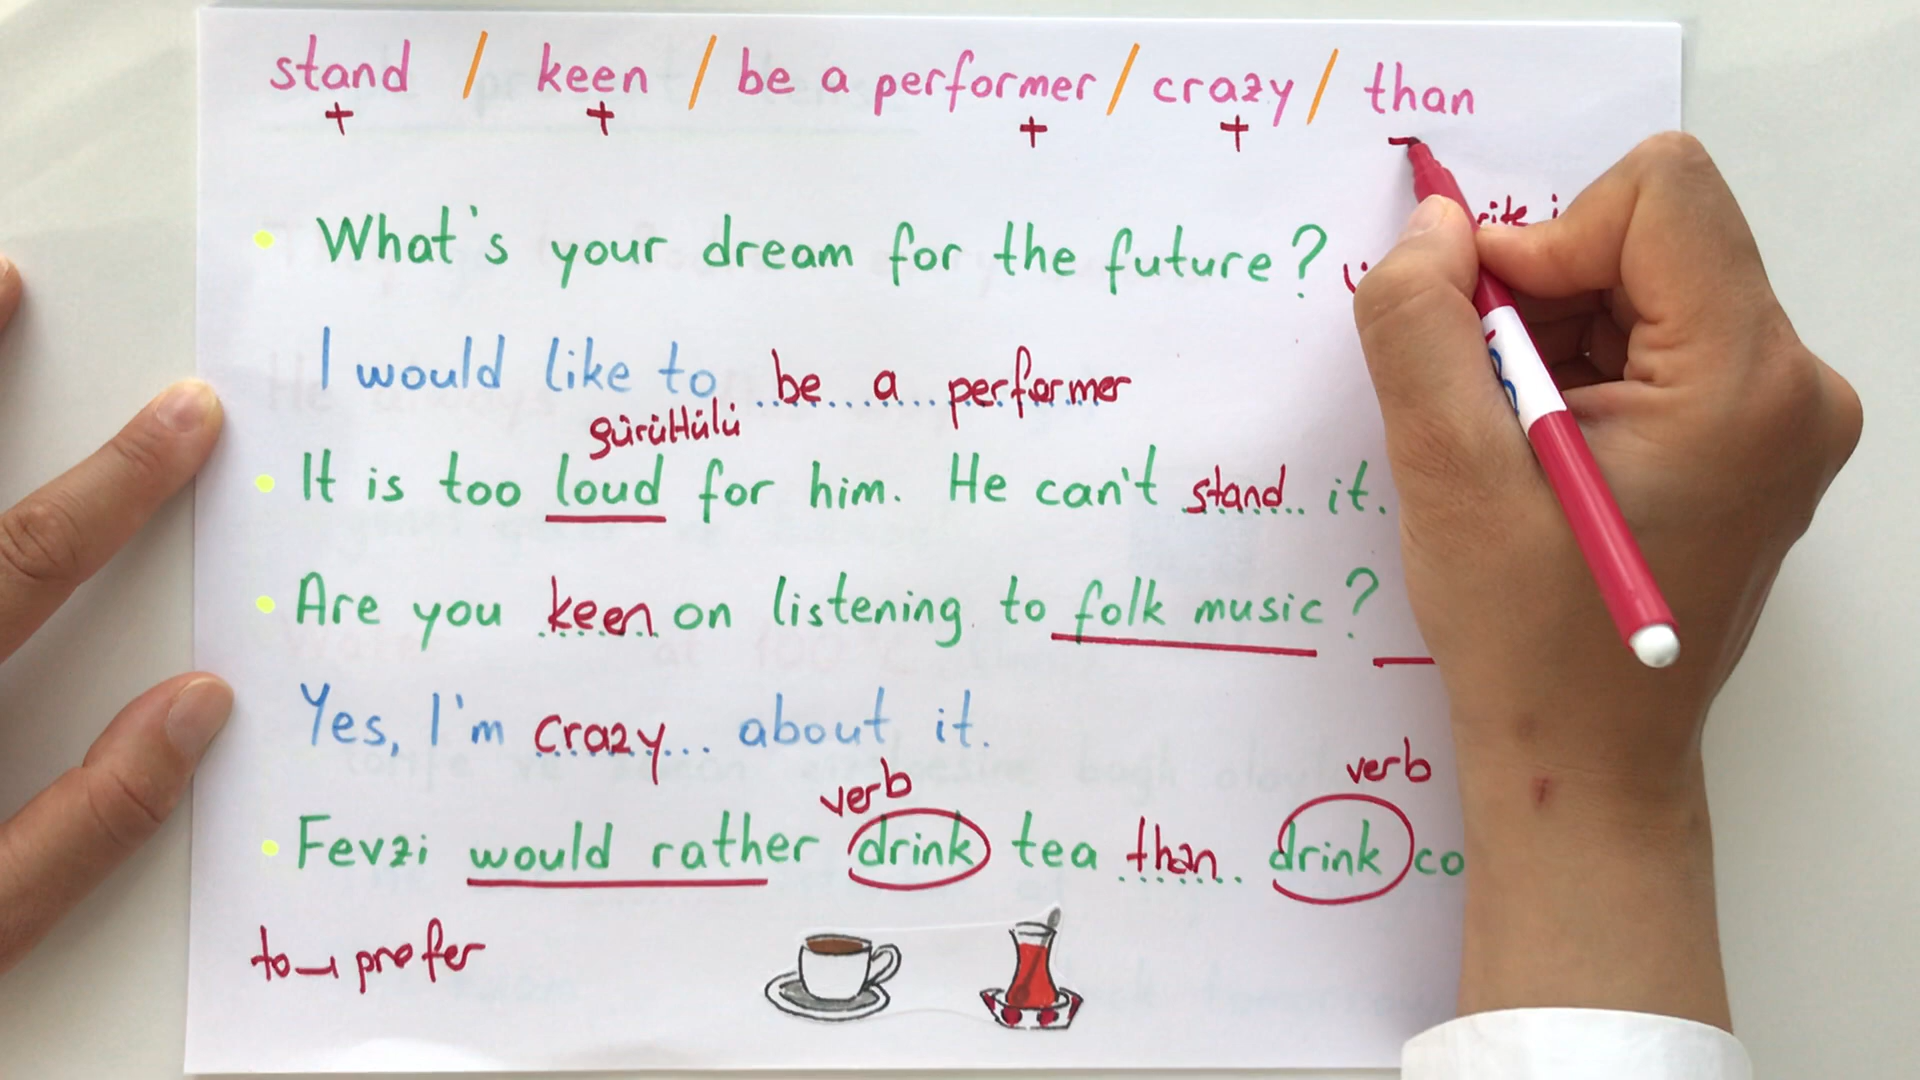 stand / keen / be a performer / crazy / than
+ + + +
What's your dream for the future?
I would like to be a performer
gürültülü
It is too loud for him. He can't stand it.
Are you keen on listening to folk music?
Yes, I'm crazy about it.
verb verb
Fevzi would rather drink tea than drink
to → prefer